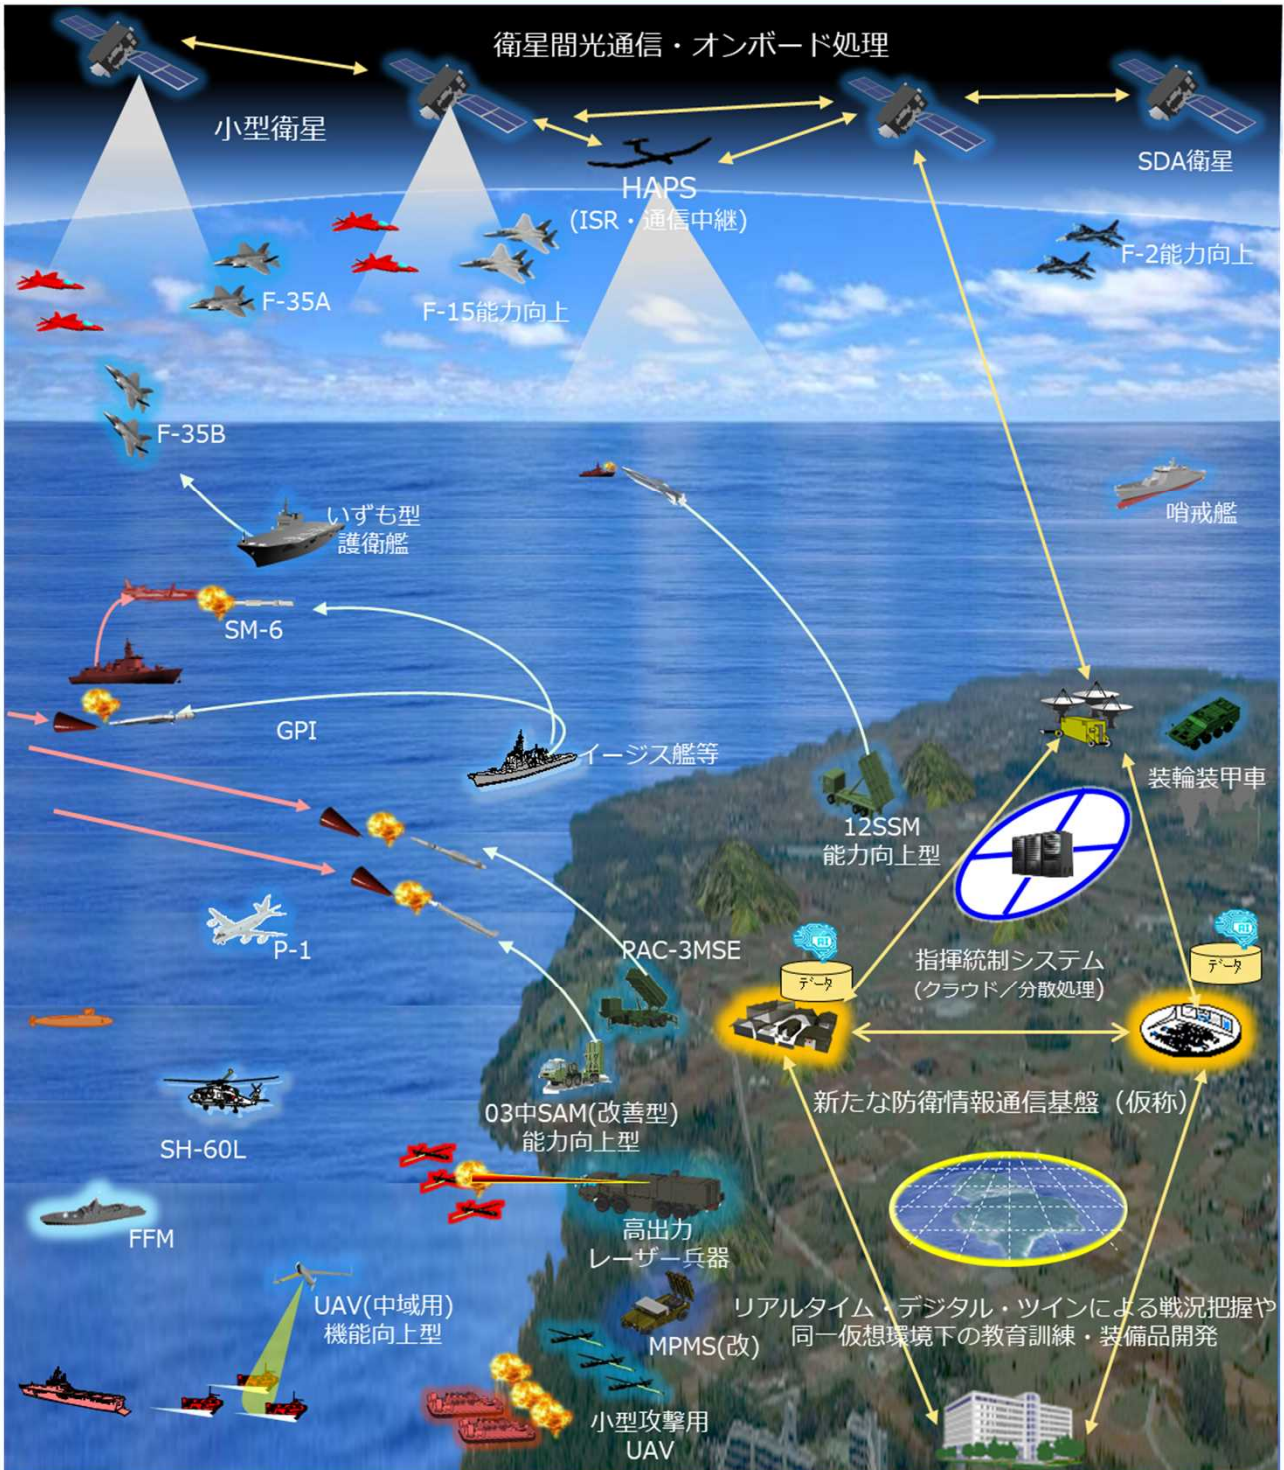 衛星間光通信・オンボード処理
小型衛星
SDA衛星
HAPS
(ISR・通信中継)
F-35A
F-15能力向上
F-2能力向上
F-35B
いずも型
護衛艦
哨戒艦
SM-6
GPI
イージス艦等
装輪装甲車
12SSM
能力向上型
P-1
PAC-3MSE
AI
データ
指揮統制システム
(クラウド／分散処理)
AI
データ
03中SAM(改善型)
能力向上型
新たな防衛情報通信基盤（仮称）
SH-60L
FFM
高出力
レーザー兵器
UAV(中域用)
機能向上型
MPMS(改)
リアルタイム・デジタル・ツインによる戦況把握や
同一仮想環境下の教育訓練・装備品開発
小型攻撃用
UAV